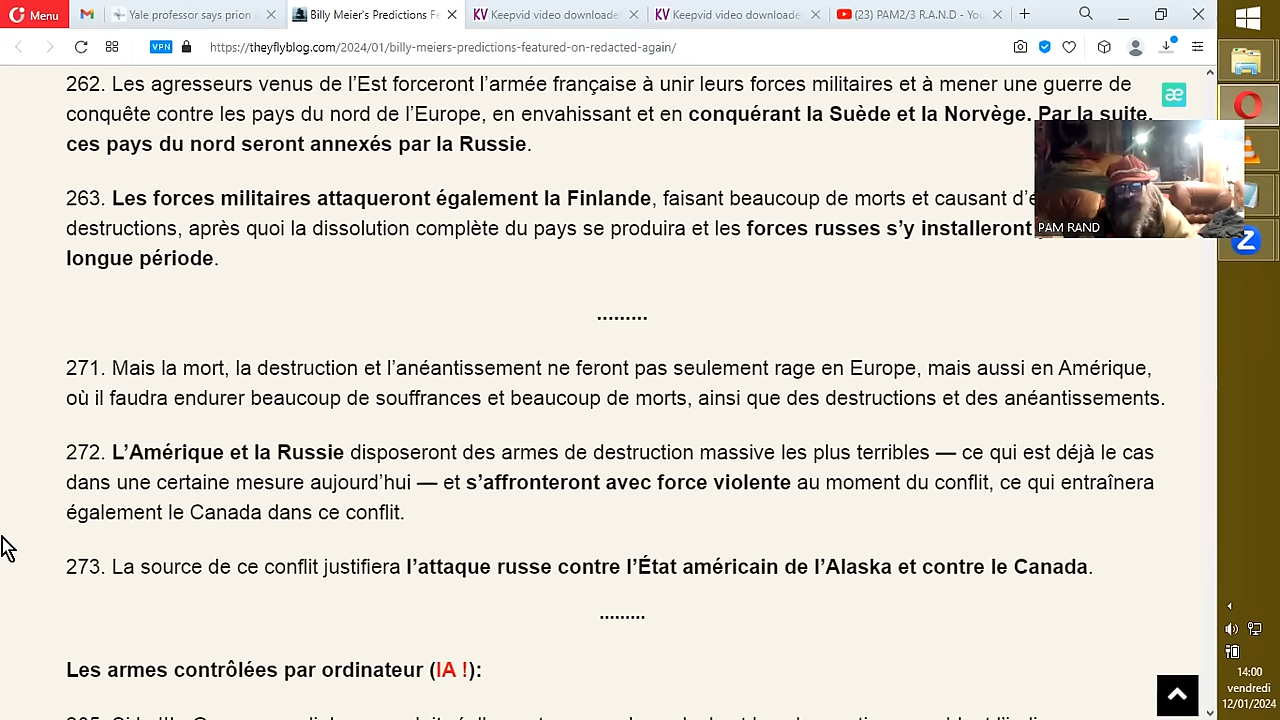 Menu
Yale professor says prion
Billy Meier's Predictions Fe
Keepvid video downloade
Keepvid video downloade
(23) PAM2/3 R.A.N.D - You
VPN
https://theyflyblog.com/2024/01/billy-meiers-predictions-featured-on-redacted-again/
262. Les agresseurs venus de l'Est forceront l'armée française à unir leurs forces militaires et à mener une guerre de
conquête contre les pays du nord de l'Europe, en envahissant et en conquérant la Suède et la Norvège. Par la suite,
ces pays du nord seront annexés par la Russie.
263. Les forces militaires attaqueront également la Finlande, faisant beaucoup de morts et causant
destructions, après quoi la dissolution complète du pays se produira et les forces russes s'y installeront
longue période.
PAM RAND
.........
271. Mais la mort, la destruction et l'anéantissement ne feront pas seulement rage en Europe, mais aussi en Amérique,
où il faudra endurer beaucoup de souffrances et beaucoup de morts, ainsi que des destructions et des anéantissements.
272. L'Amérique et la Russie disposeront des armes de destruction massive les plus terribles — ce qui est déjà le cas
dans une certaine mesure aujourd'hui — et s'affronteront avec force violente au moment du conflit, ce qui entraînera
également le Canada dans ce conflit.
273. La source de ce conflit justifiera l'attaque russe contre l'État américain de l'Alaska et contre le Canada.
.........
Les armes contrôlées par ordinateur (IA !):
14:00
vendredi
12/01/2024